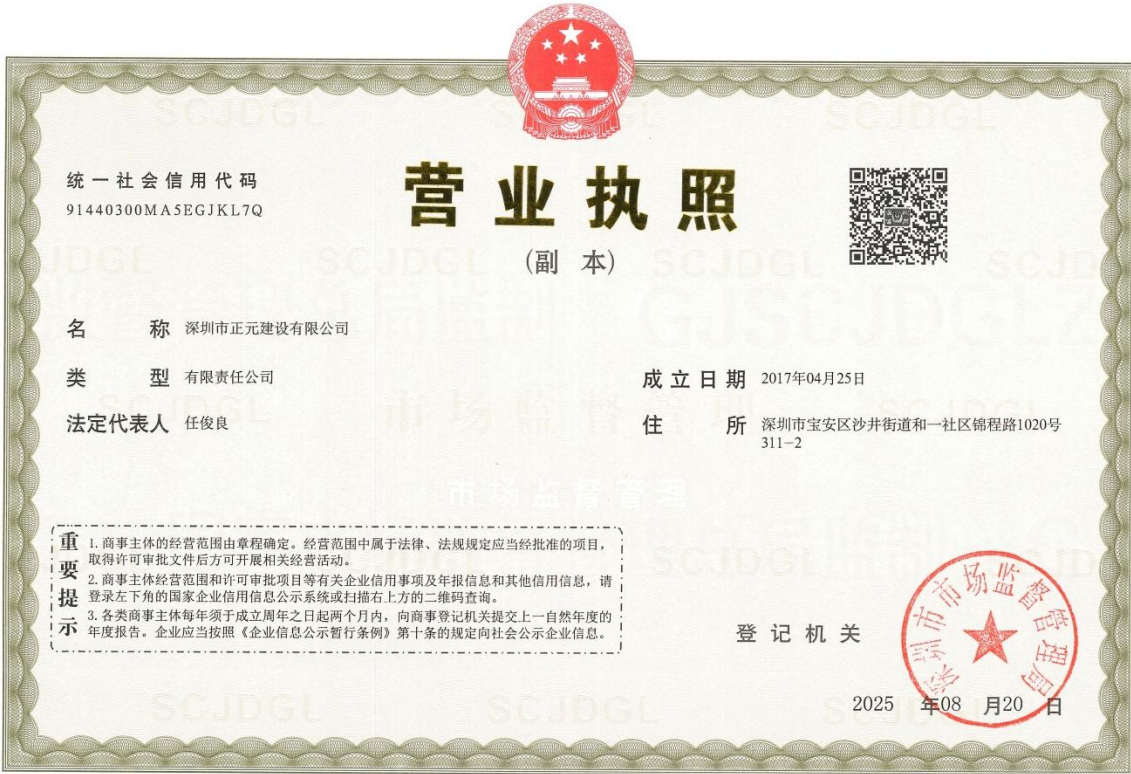 统一社会信用代码
91440300MA5EGJKL7Q
营业执照
(副 本)
名 称 深圳市正元建设有限公司
类 型 有限责任公司
法定代表人 任俊良
成立日期 2017年04月25日
住 所 深圳市宝安区沙井街道和一社区锦程路1020号
311-2
重要提示
1. 商事主体的经营范围由章程确定。经营范围中属于法律、法规规定应当经批准的项目，
取得许可审批文件后方可开展相关经营活动。
2. 商事主体经营范围和许可审批项目等有关企业信用事项及年报信息和其他信用信息，请
登录左下角的国家企业信用信息公示系统或扫描右上方的二维码查询。
3. 各类商事主体每年须于成立周年之日起两个月内，向商事登记机关提交上一自然年度的
年度报告。企业应当按照《企业信息公示暂行条例》第十条的规定向社会公示企业信息。
登记机关
深圳市市场监督管理局
2025 年08 月20 日
SCJDGL
市场监督管理